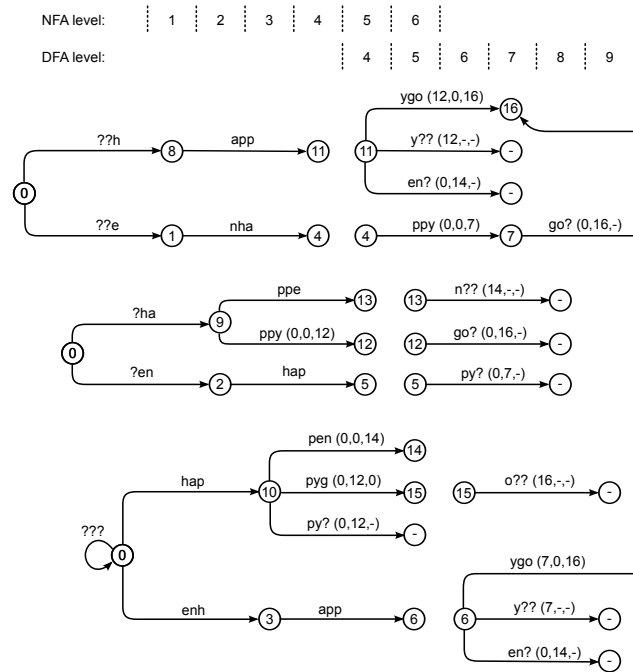 NFA level: 1 2 3 4 5 6
DFA level: 4 5 6 7 8 9
ygo (12,0,16) 16
??h 8 app 11 11 y?? (12,-,-) -
0 en? (0,14,-) -
??e 1 nha 4 4 ppy (0,0,7) 7 go? (0,16,-)
ppe 13 13 n?? (14,-,-) -
?ha 9
0 ppy (0,0,12) 12 12 go? (0,16,-) -
?en 2 hap 5 5 py? (0,7,-) -
pen (0,0,14) 14
hap 10 pyg (0,12,0) 15 15 o?? (16,-,-) -
??? 0 py? (0,12,-) -
ygo (7,0,16)
enh 3 app 6 6 y?? (7,-,-) -
en? (0,14,-) -